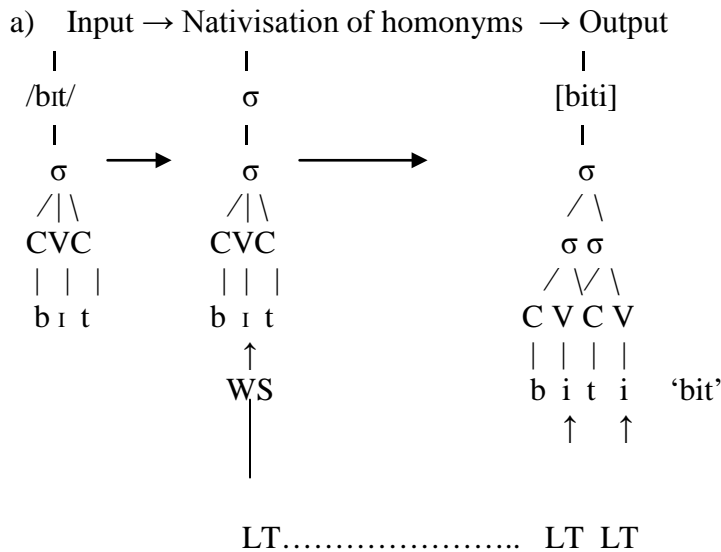 a) Input → Nativisation of homonyms → Output
/bɪt/ σ [biti]
σ σ σ
CVC CVC σ σ
C V C V
b ɪ t b ɪ t
b i t i ‘bit’
WS
LT…………………….. LT LT